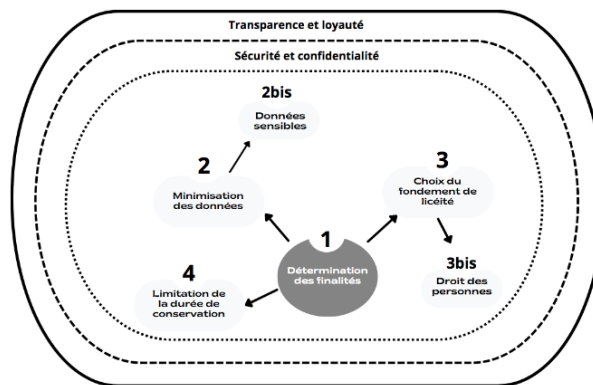 Transparence et loyauté
Sécurité et confidentialité
2bis
Données
sensibles
2
Minimisation
des données
3
Choix du
fondement de
licéité
1
Détermination
des finalités
3bis
Droit des
personnes
4
Limitation de
la durée de
conservation